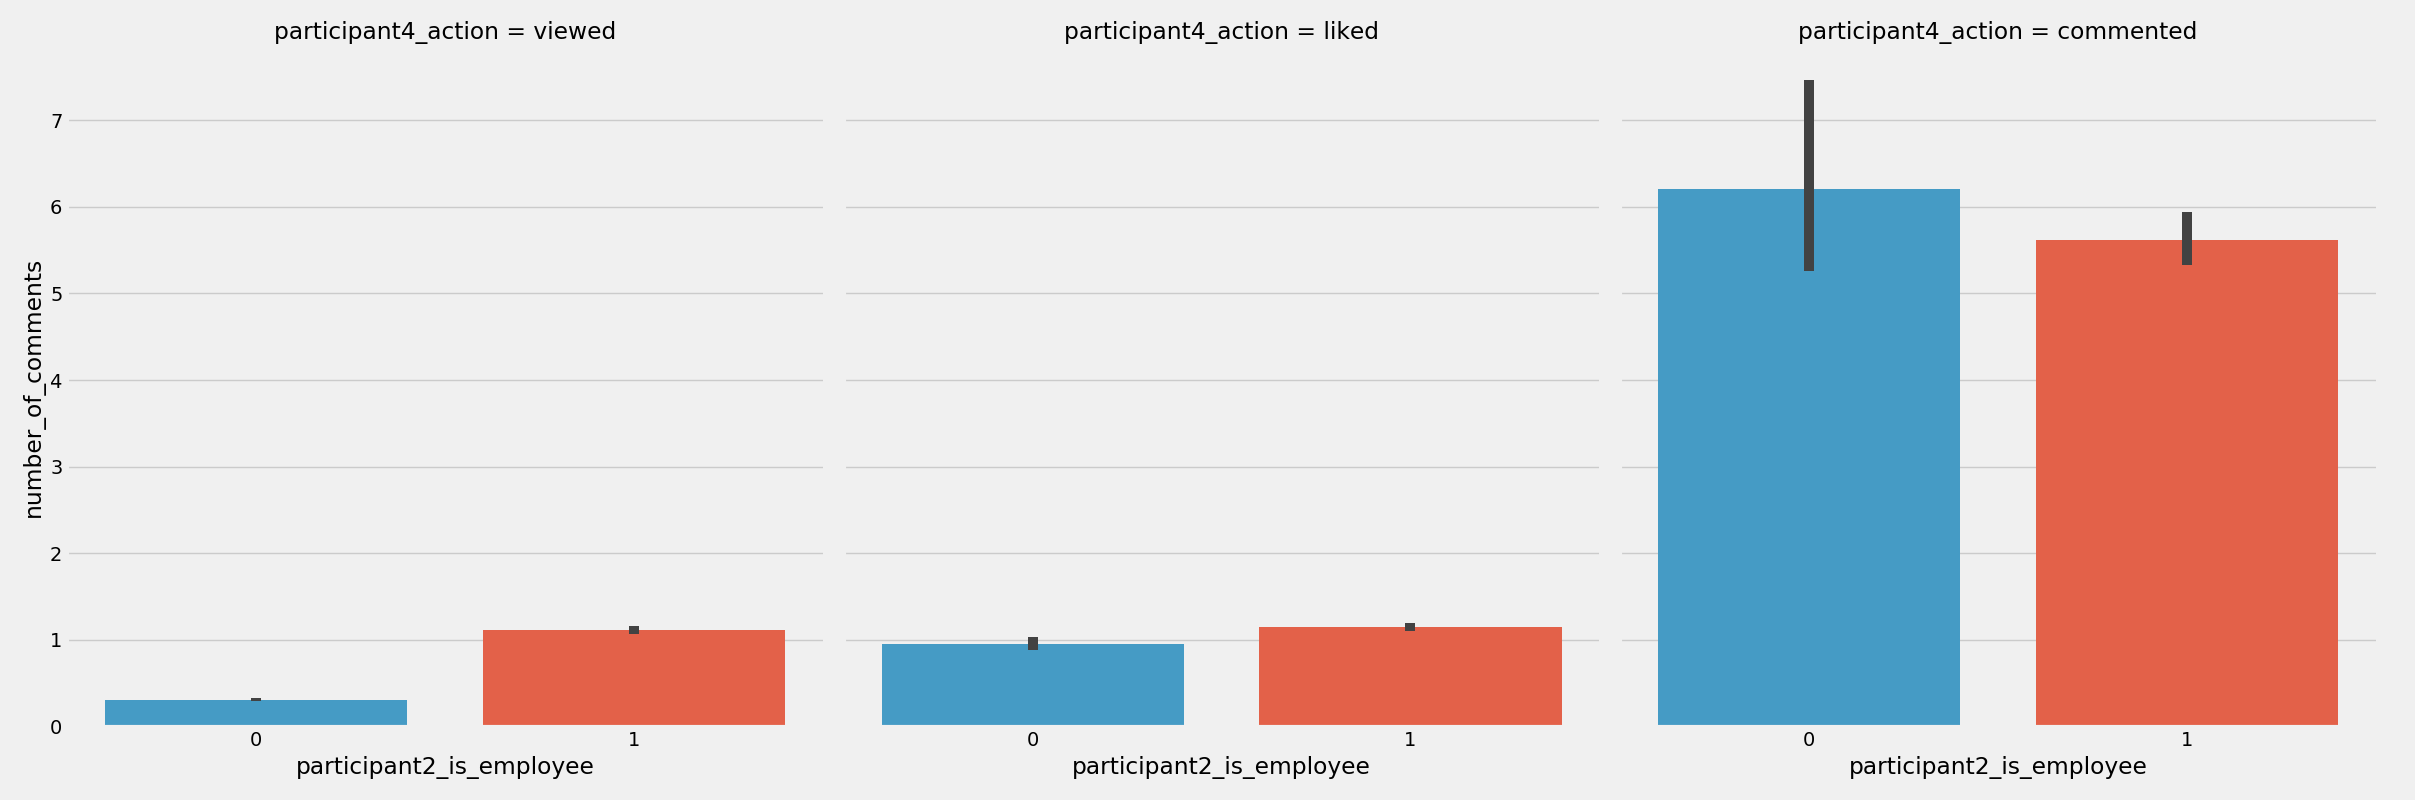 participant4_action = viewed
participant4_action = liked
participant4_action = commented
number_of_comments
7
6
5
4
3
2
1
0
0
1
0
1
0
1
participant2_is_employee
participant2_is_employee
participant2_is_employee